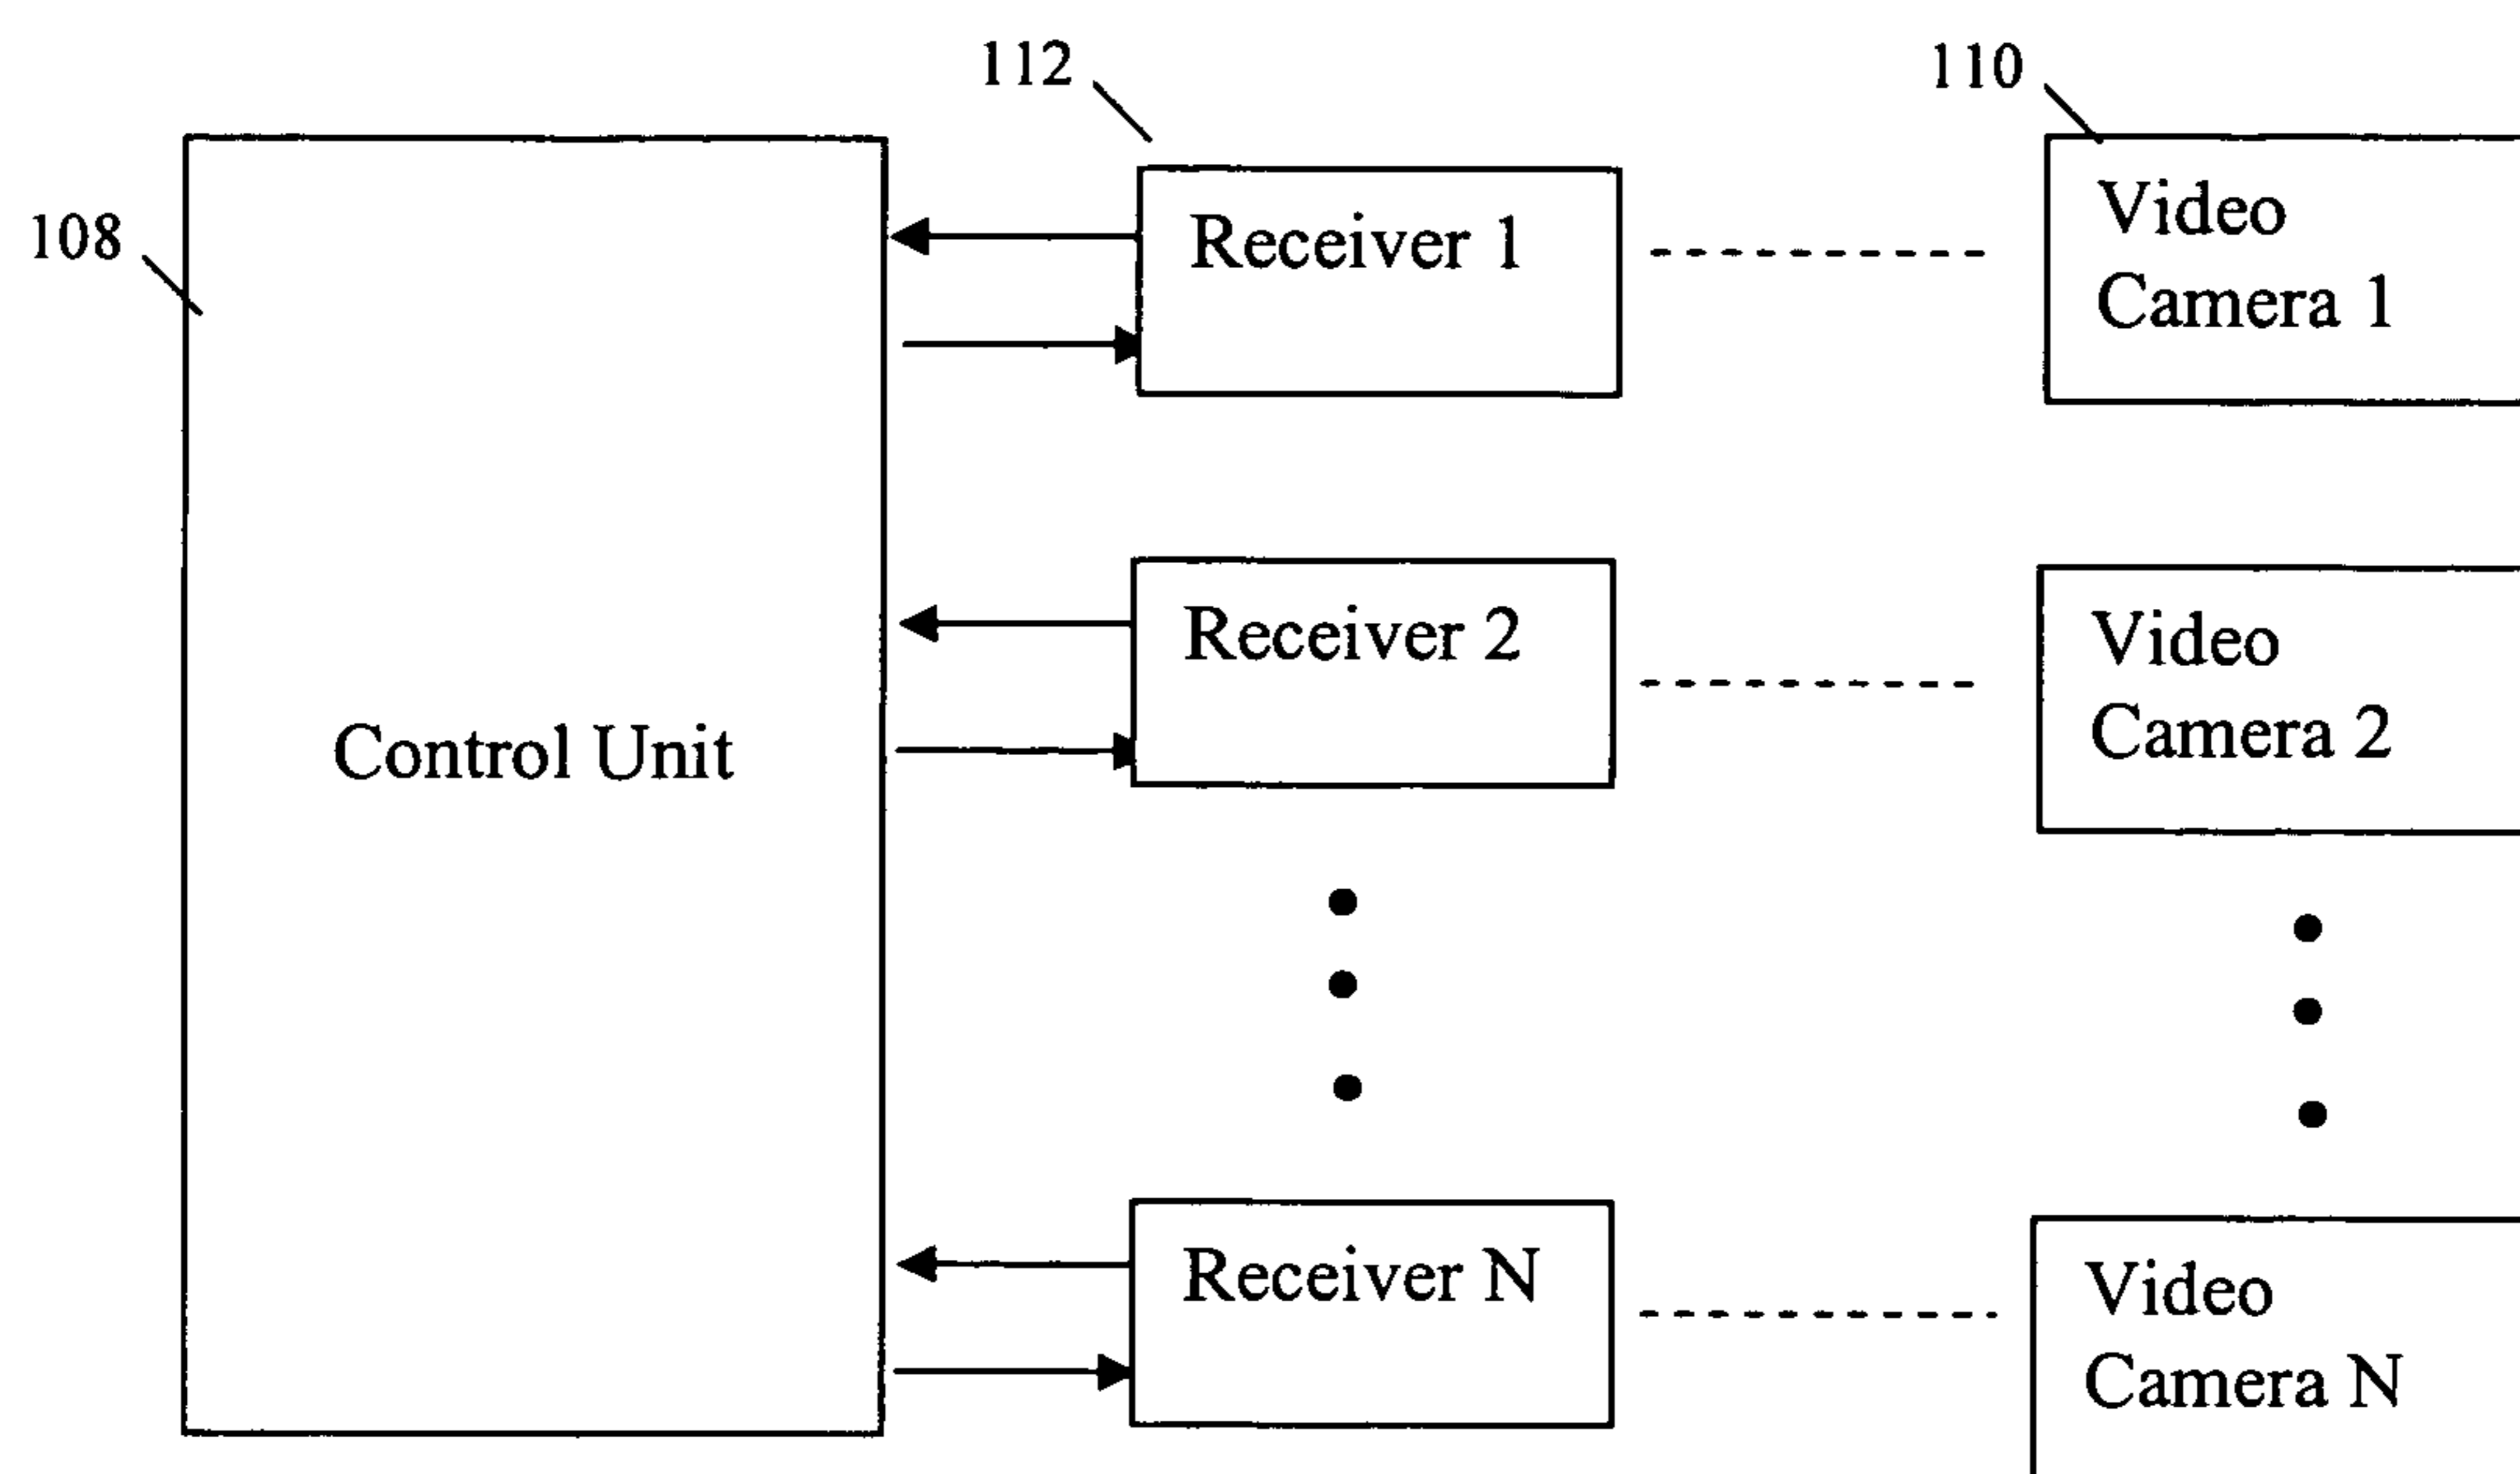 112
110
108
Receiver 1
Video
Camera 1
Receiver 2
Video
Camera 2
Control Unit
Receiver N
Video
Camera N